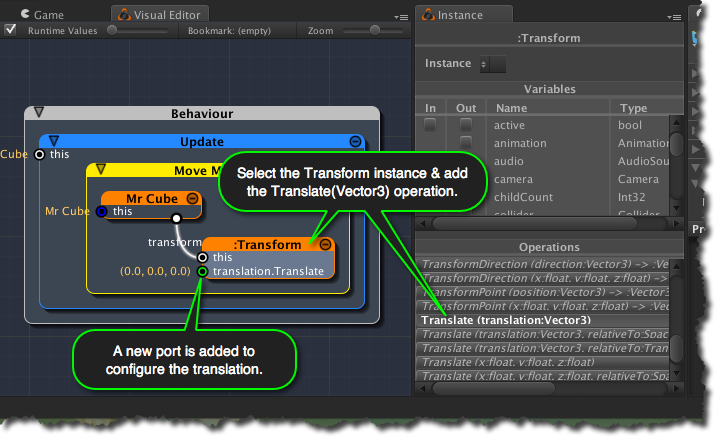 Game
Visual Editor
Runtime Values
Bookmark: (empty)
Zoom
Behaviour
Update
Cube
this
Move M
Mr Cube
Mr Cube
this
transform
:Transform
this
(0.0, 0.0, 0.0)
translation.Translate
Select the Transform instance & add
the Translate(Vector3) operation.
A new port is added to
configure the translation.
Instance
:Transform
Instance
Variables
In Out Name Type
active bool
animation Animation
audio AudioSou
camera Camera
childCount Int32
collider Collider
Operations
TransformDirection (direction:Vector3) -> :Vec
TransformDirection (x:float, y:float, z:float) ->
TransformPoint (position:Vector3) -> :Vector3
TransformPoint (x:float, y:float, z:float) -> :Vec
Translate (translation:Vector3)
Translate (translation:Vector3, relativeTo:Spac
Translate (translation:Vector3, relativeTo:Tran
Translate (x:float, y:float, z:float)
Translate (x:float, y:float, z:float, relativeTo:Spa
Pro